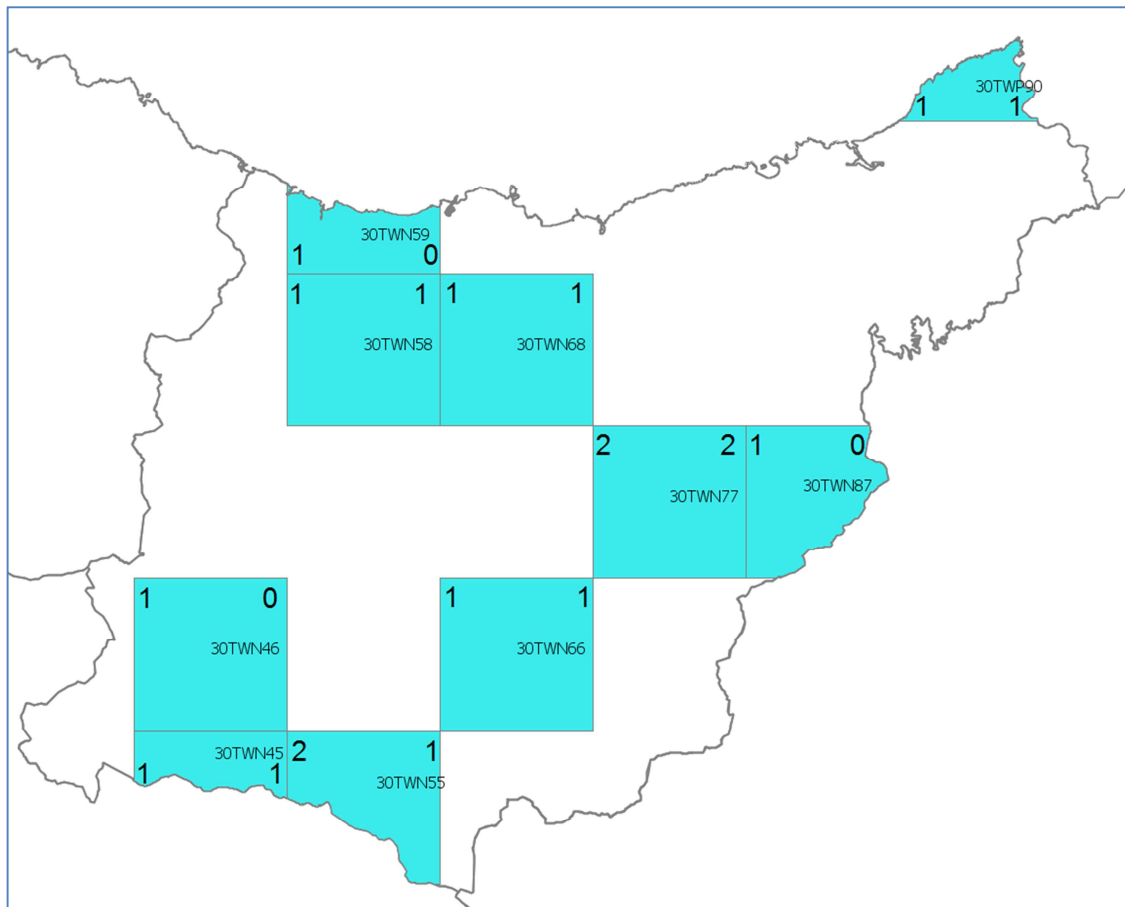 30TWP90
1 1
30TWN59
1 0
1 1 1 1
30TWN58 30TWN68
2 2 1 0
30TWN77 30TWN87
1 0 1 1
30TWN46 30TWN66
30TWN45 2 1
1 1 30TWN55